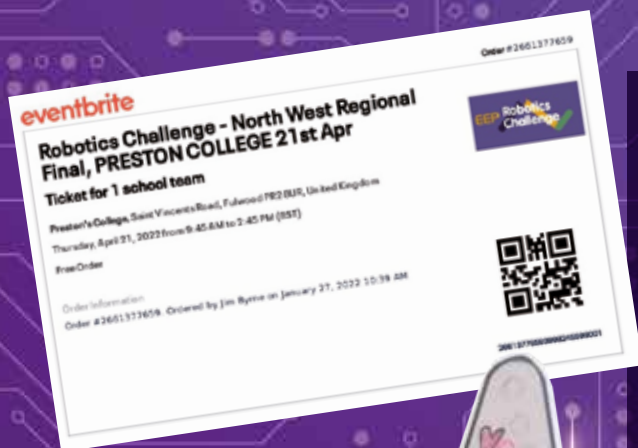 Order #2661377659
eventbrite
Robotics Challenge - North West Regional
Final, PRESTON COLLEGE 21st Apr
EEP Robotics
Challenge
Ticket for 1 school team
Preston's College, Saint Vincents Road, Fulwood PR2 8UR, United Kingdom
Thursday, April 21, 2022 from 9:45 AM to 2:45 PM (BST)
Free Order
Order Information
Order #2661377659. Ordered by Jim Byrne on January 27, 2022 10:39 AM